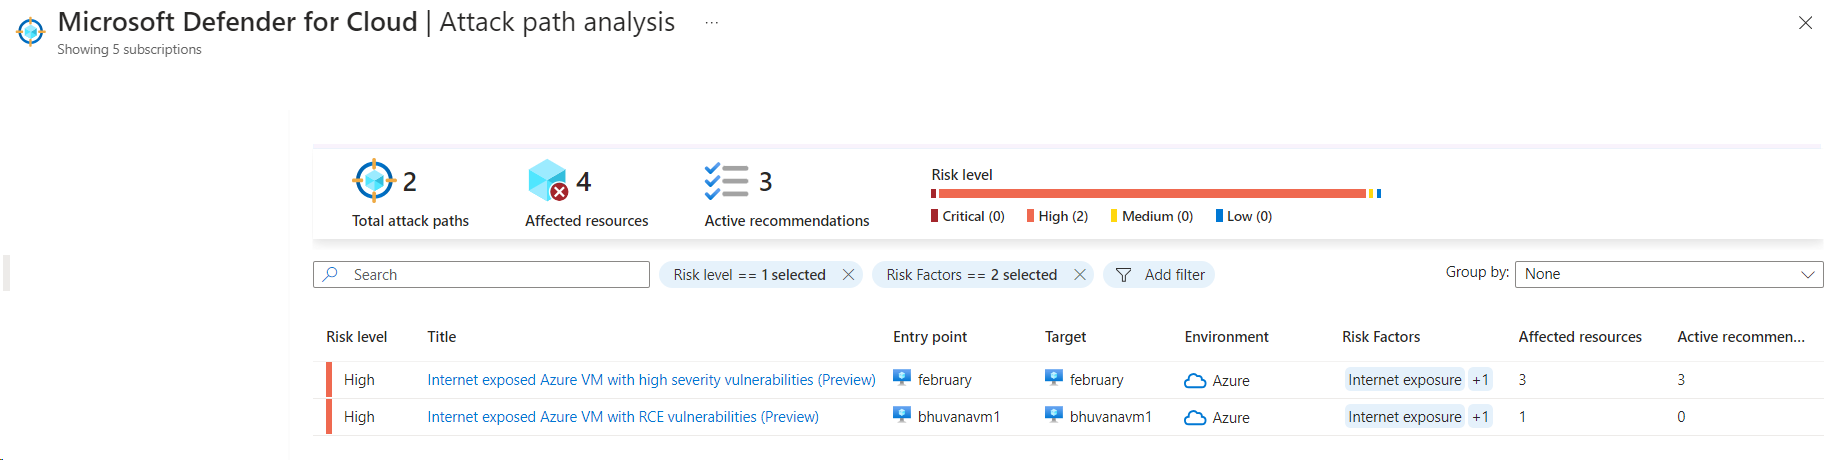 Microsoft Defender for Cloud | Attack path analysis ...
Showing 5 subscriptions
2 4 3 Risk level
Total attack paths Affected resources Active recommendations Critical (0) High (2) Medium (0) Low (0)
Search Risk level == 1 selected Risk Factors == 2 selected Add filter Group by: None
Risk level Title Entry point Target Environment Risk Factors Affected resources Active recommen...
High Internet exposed Azure VM with high severity vulnerabilities (Preview) february february Azure Internet exposure +1 3 3
High Internet exposed Azure VM with RCE vulnerabilities (Preview) bhuvanavm1 bhuvanavm1 Azure Internet exposure +1 1 0